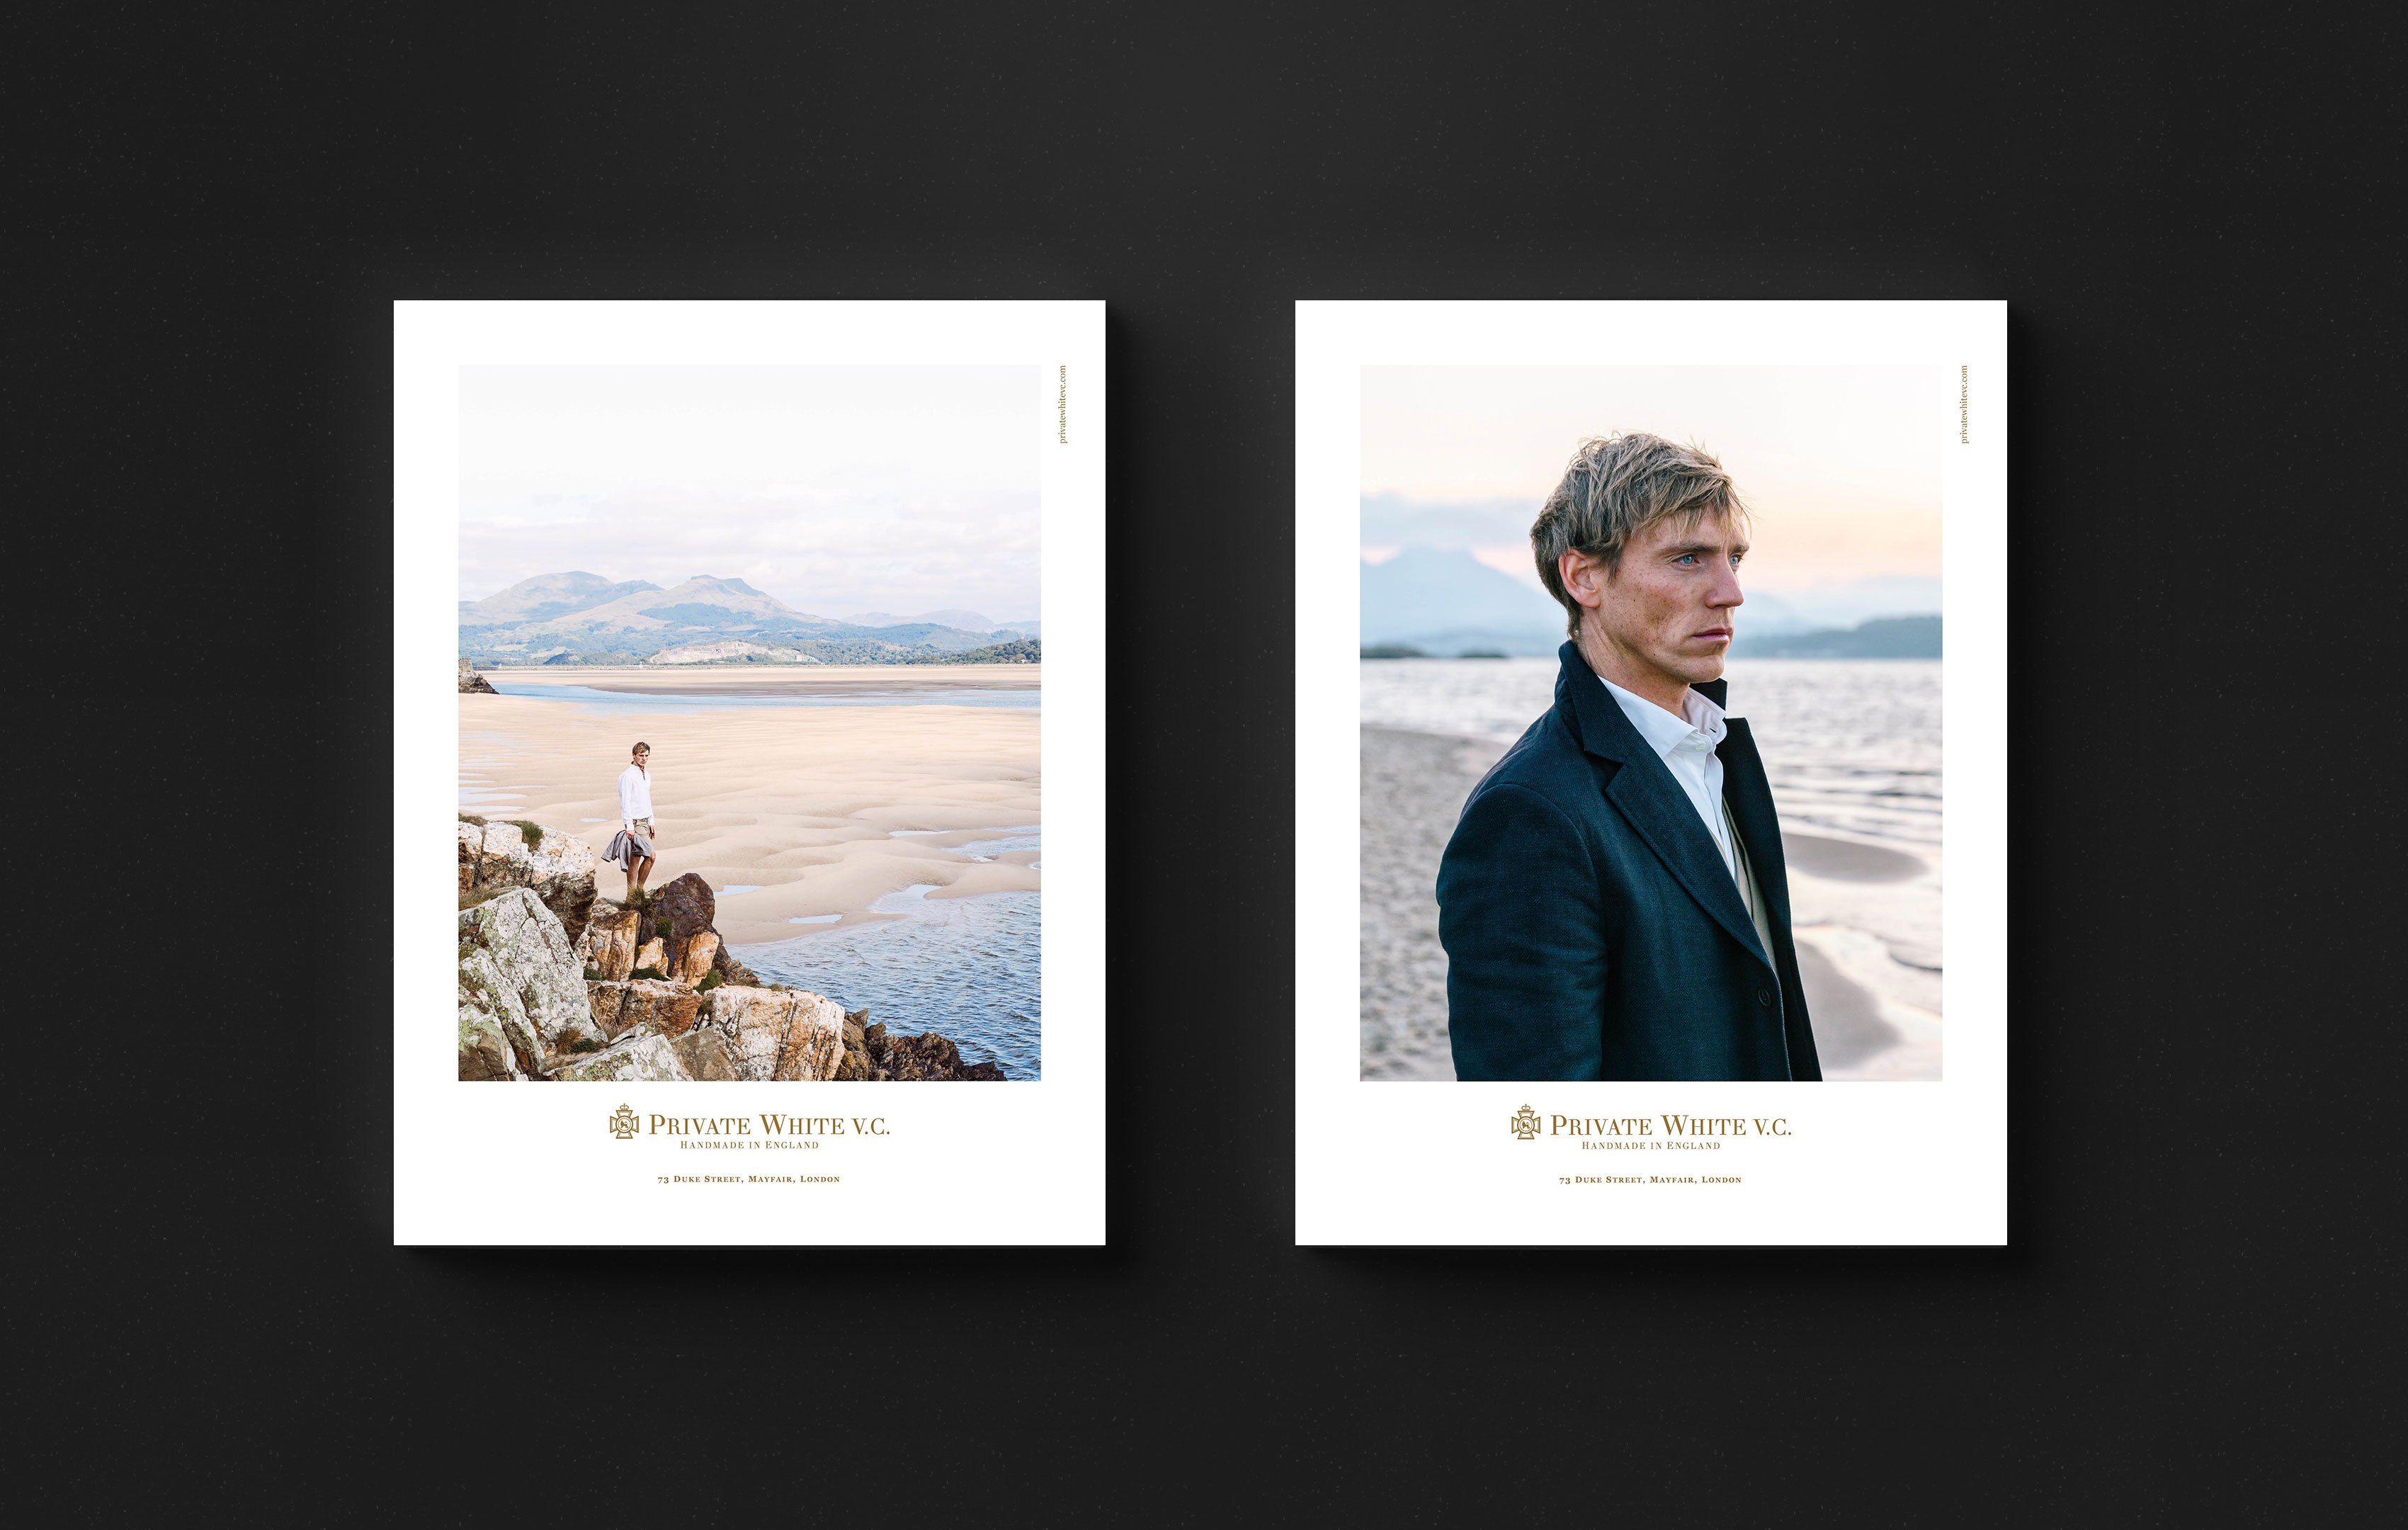 privatewhitevc.com
PRIVATE WHITE V.C.
HANDMADE IN ENGLAND
73 DUKE STREET, MAYFAIR, LONDON
privatewhitevc.com
PRIVATE WHITE V.C.
HANDMADE IN ENGLAND
73 DUKE STREET, MAYFAIR, LONDON